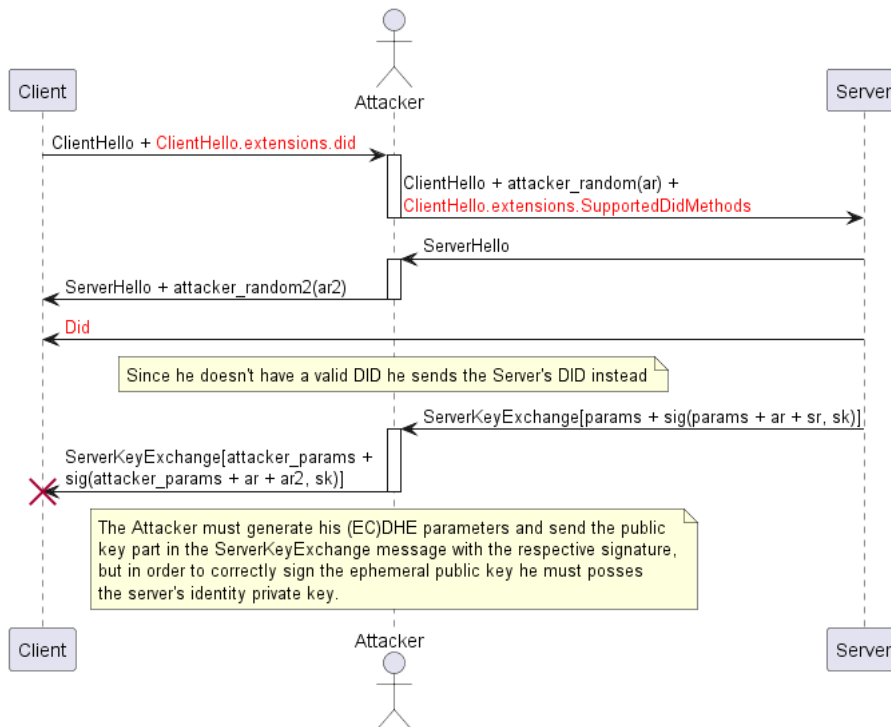 Client
Attacker
Server
ClientHello + ClientHello.extensions.did
ClientHello + attacker_random(ar) +
ClientHello.extensions.SupportedDidMethods
ServerHello
ServerHello + attacker_random2(ar2)
Did
Since he doesn't have a valid DID he sends the Server's DID instead
ServerKeyExchange[params + sig(params + ar + sr, sk)]
ServerKeyExchange[attacker_params +
sig(attacker_params + ar + ar2, sk)]
The Attacker must generate his (EC)DHE parameters and send the public
key part in the ServerKeyExchange message with the respective signature,
but in order to correctly sign the ephemeral public key he must posses
the server's identity private key.
Client
Attacker
Server